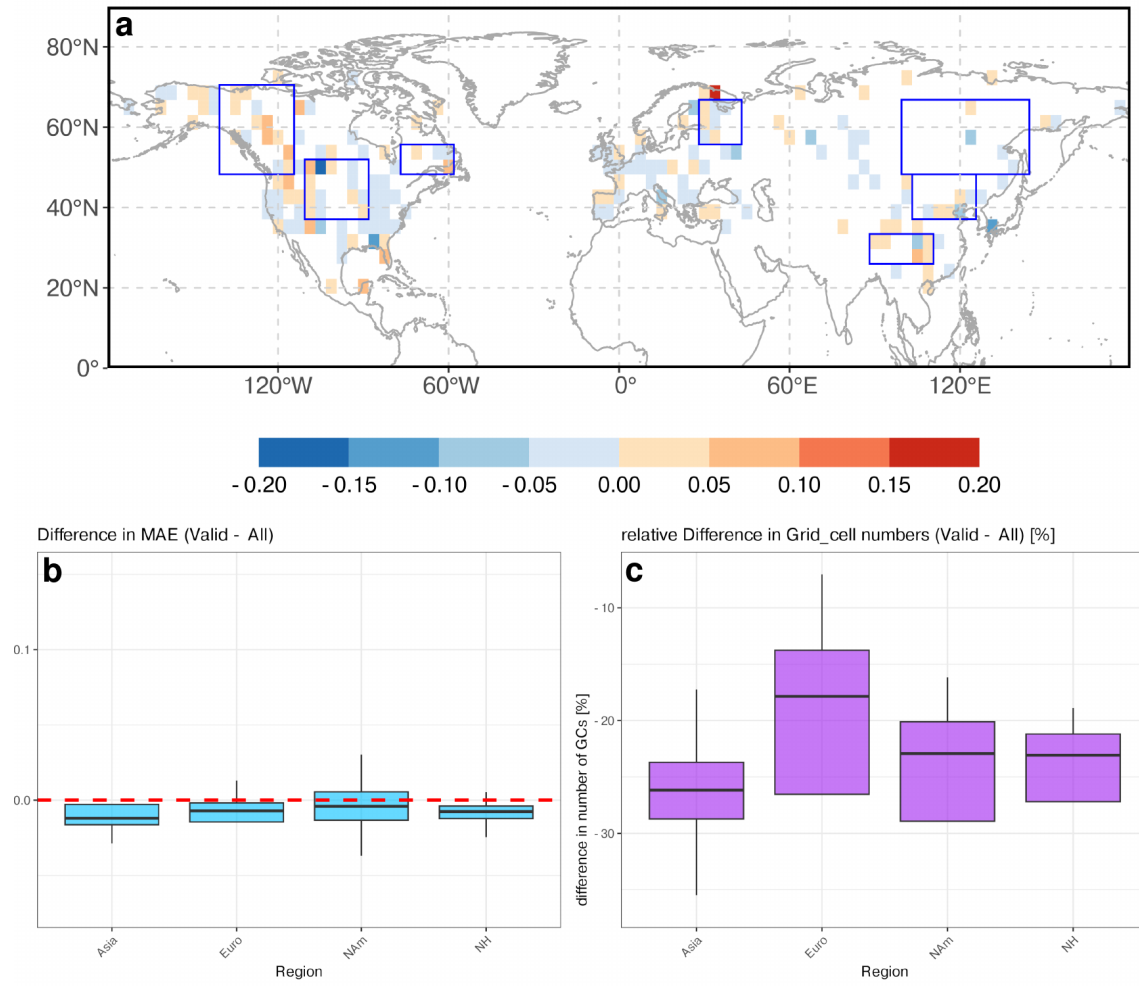 a
80°N
60°N
40°N
20°N
0°
120°W 60°W 0° 60°E 120°E
- 0.20 - 0.15 - 0.10 - 0.05 0.00 0.05 0.10 0.15 0.20
Difference in MAE (Valid - All)
b
0.1
0.0
Asia Euro NAm NH
Region
relative Difference in Grid_cell numbers (Valid - All) [%]
c
difference in number of GCs [%]
- 10
- 20
- 30
Asia Euro NAm NH
Region